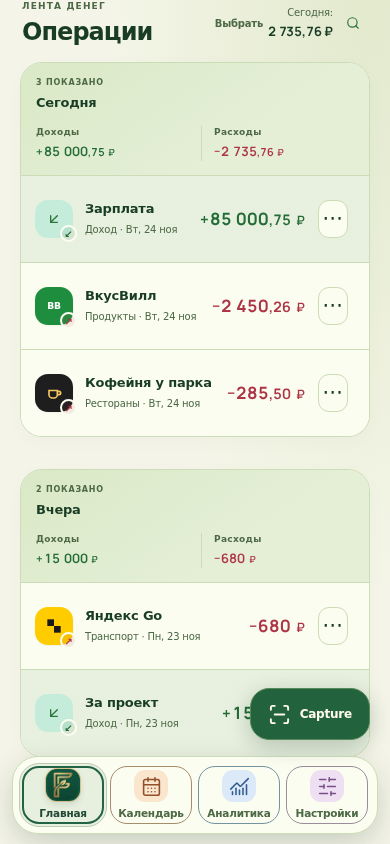 ЛЕНТА ДЕНЕГ
Операции
Выбрать
Сегодня:
2 735,76 ₽
3 ПОКАЗАНО
Сегодня
Доходы
+85 000,75 ₽
Расходы
−2 735,76 ₽
Зарплата
Доход · Вт, 24 ноя
+85 000,75 ₽
ВВ
ВкусВилл
Продукты · Вт, 24 ноя
−2 450,26 ₽
Кофейня у парка
Рестораны · Вт, 24 ноя
−285,50 ₽
2 ПОКАЗАНО
Вчера
Доходы
+15 000 ₽
Расходы
−680 ₽
Яндекс Go
Транспорт · Пн, 23 ноя
−680 ₽
За проект
Доход · Пн, 23 ноя
+15
Capture
Главная
Календарь
Аналитика
Настройки